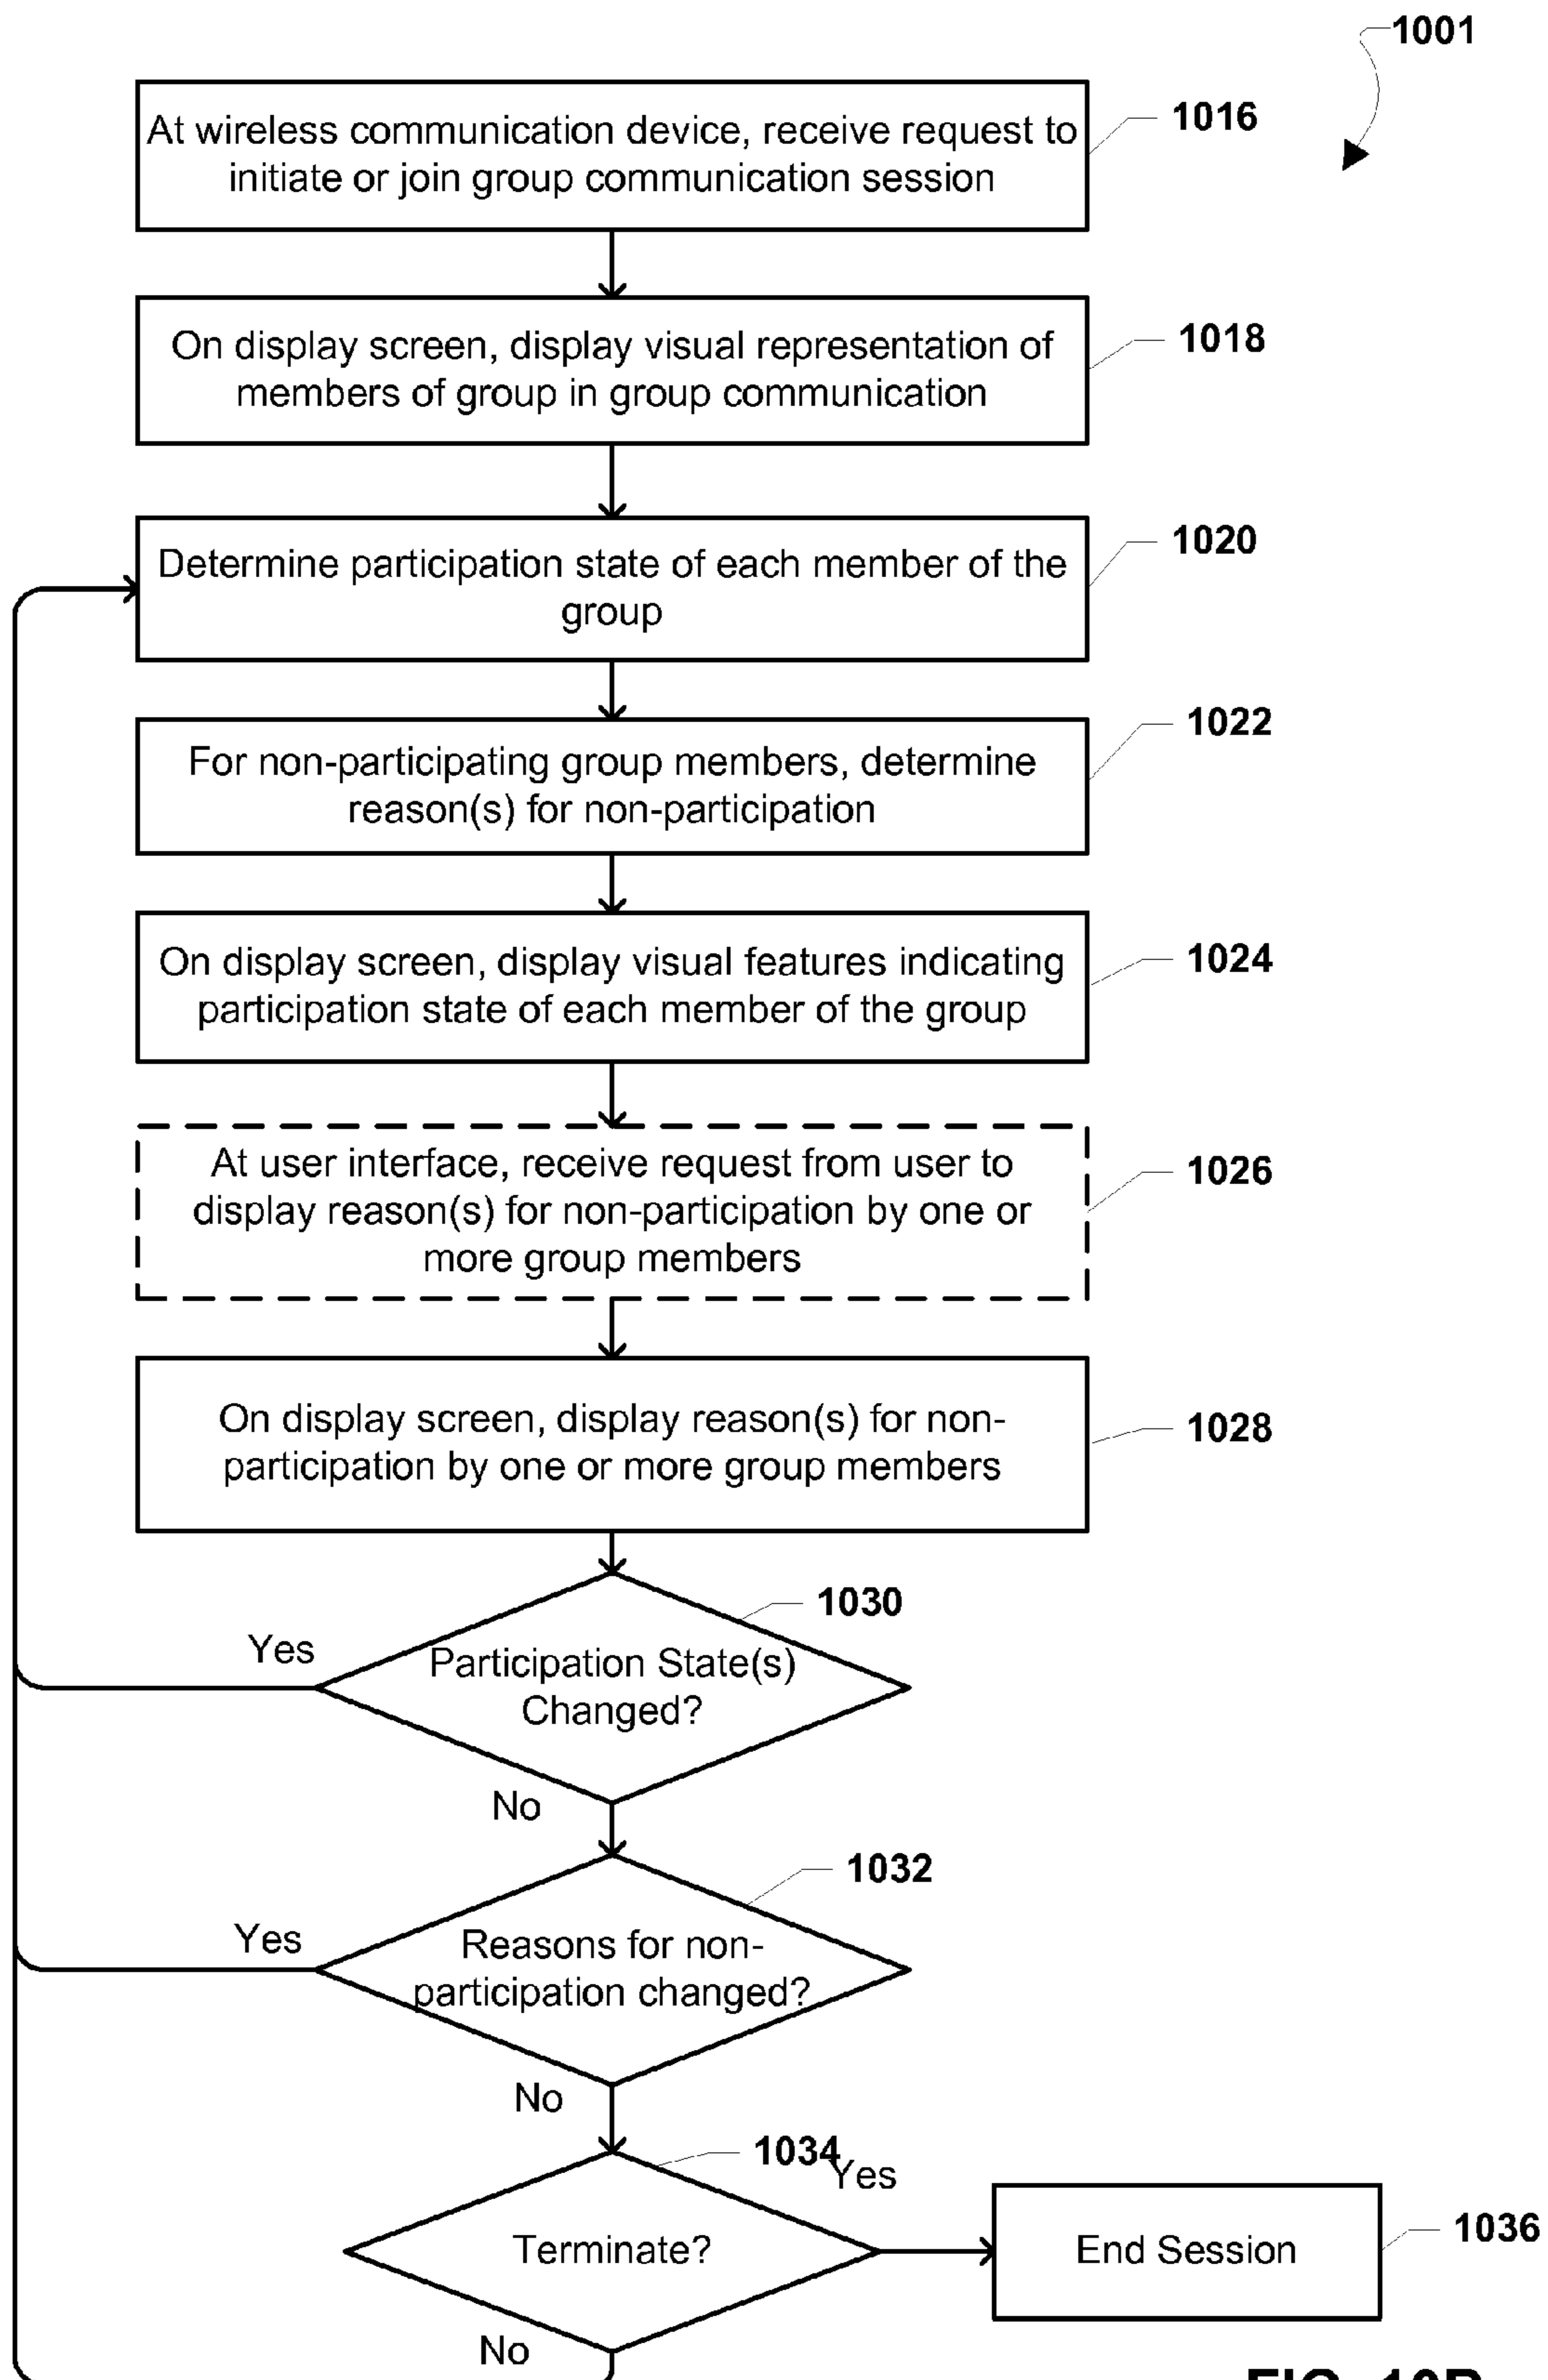 1001
At wireless communication device, receive request to
initiate or join group communication session
1016
On display screen, display visual representation of
members of group in group communication
1018
Determine participation state of each member of the
group
1020
For non-participating group members, determine
reason(s) for non-participation
1022
On display screen, display visual features indicating
participation state of each member of the group
1024
At user interface, receive request from user to
display reason(s) for non-participation by one or
more group members
1026
On display screen, display reason(s) for non-
participation by one or more group members
1028
1030
Yes
Participation State(s)
Changed?
No
1032
Yes
Reasons for non-
participation changed?
No
1034
Yes
Terminate?
End Session
1036
No